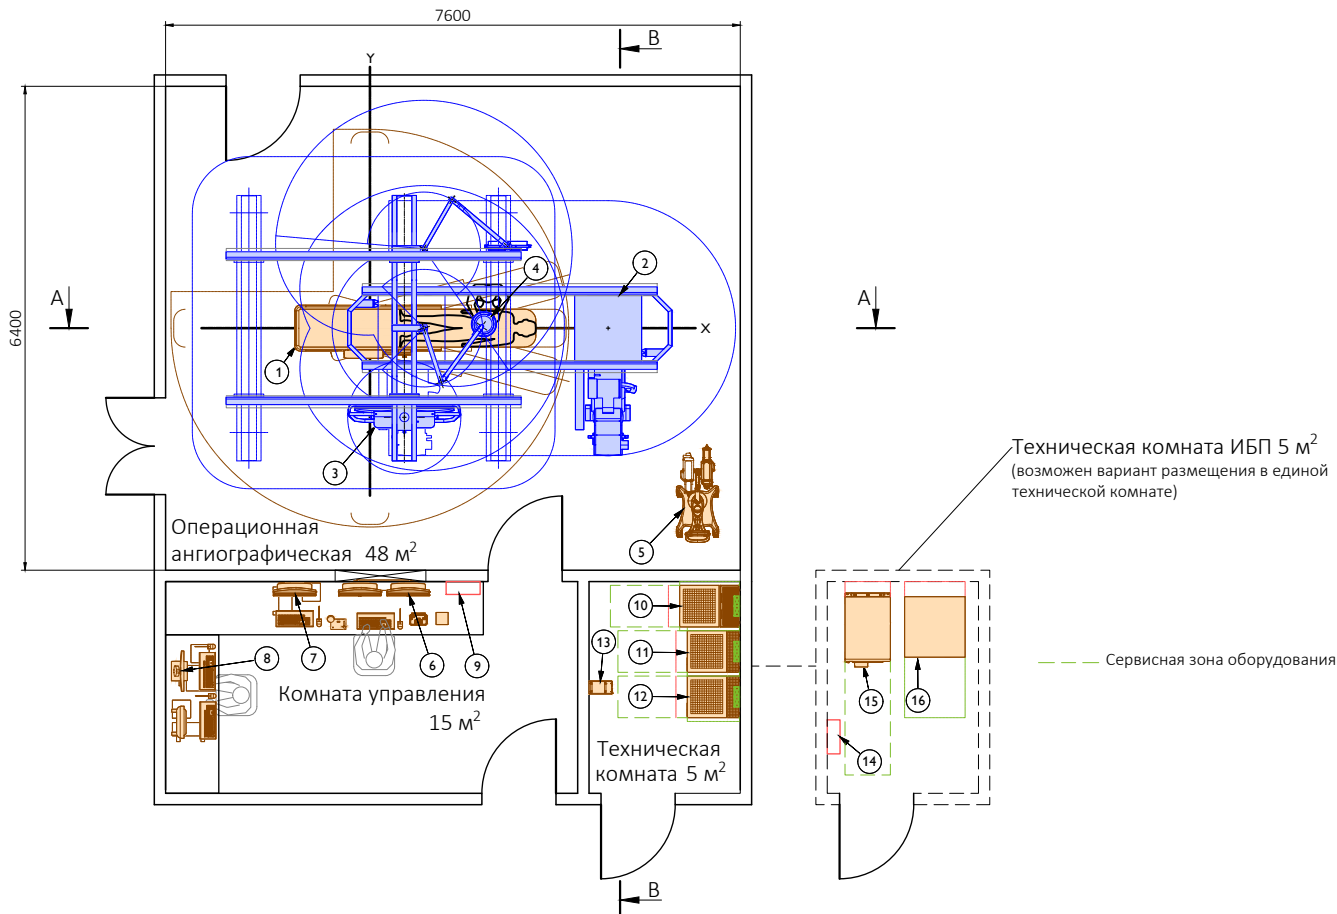 7600
B
Y
A
A
6400
X
1
2
3
4
5
Техническая комната ИБП 5 м²
(возможен вариант размещения в единой
технической комнате)
Операционная
ангиографическая 48 м²
6
7
8
9
10
11
12
13
14
15
16
Сервисная зона оборудования
Комната управления
15 м²
Техническая
комната 5 м²
B